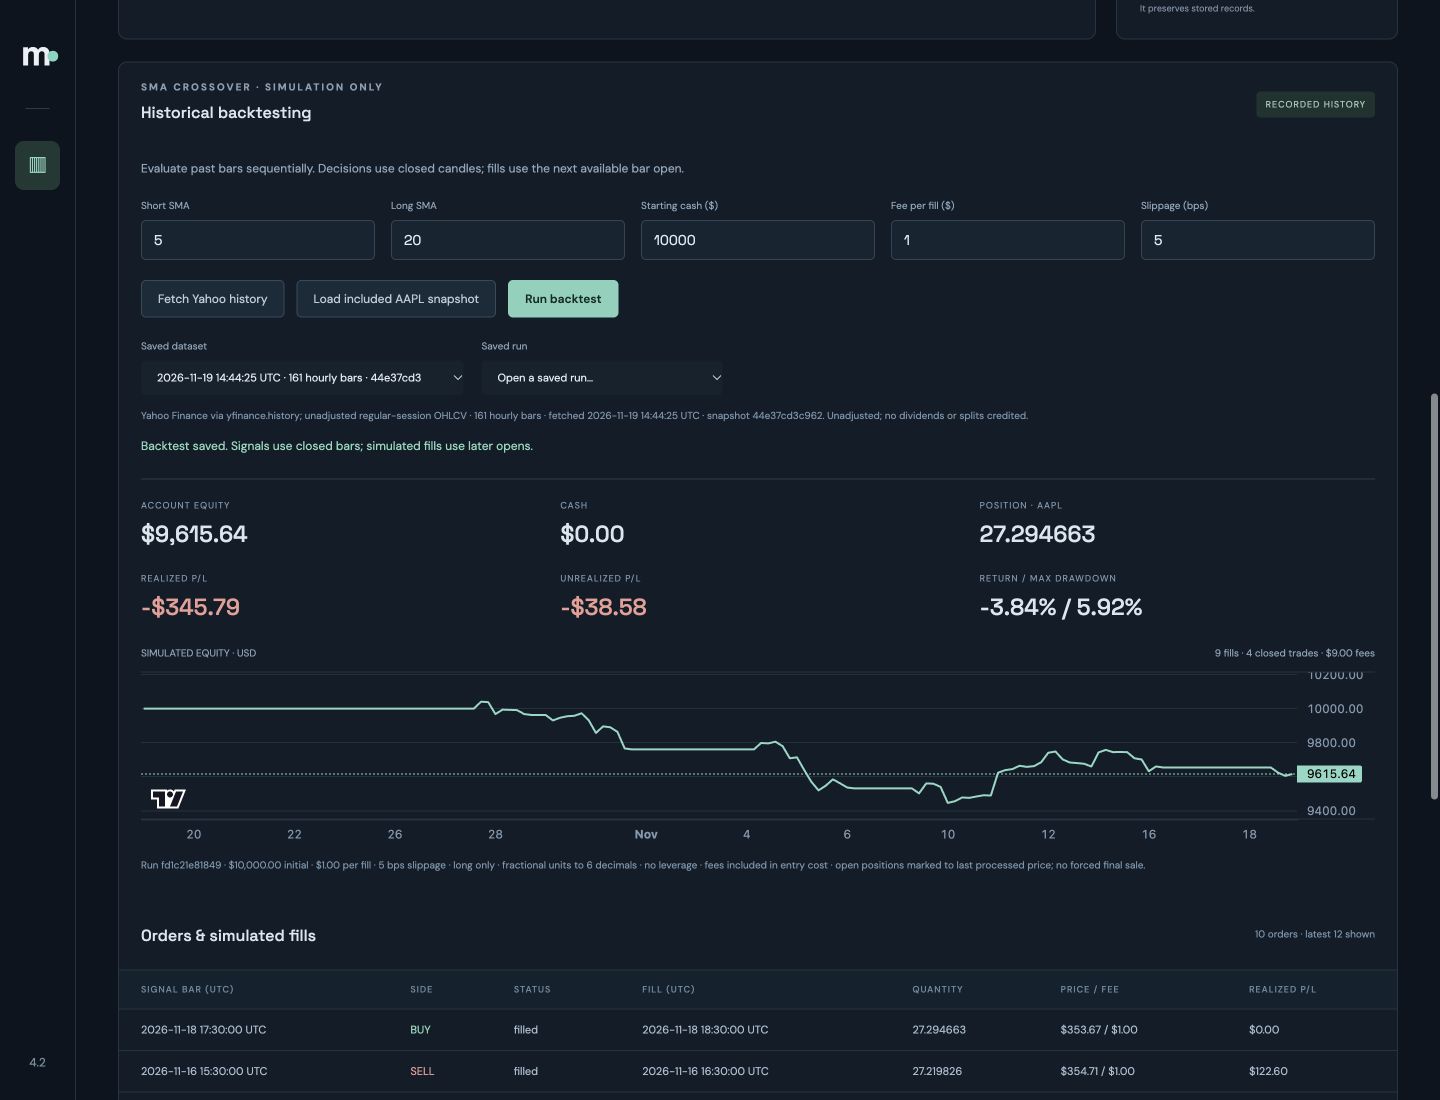 It preserves stored records.
m
SMA CROSSOVER · SIMULATION ONLY
Historical backtesting
RECORDED HISTORY
Evaluate past bars sequentially. Decisions use closed candles; fills use the next available bar open.
Short SMA Long SMA Starting cash ($) Fee per fill ($) Slippage (bps)
5 20 10000 1 5
Fetch Yahoo history Load included AAPL snapshot Run backtest
Saved dataset Saved run
2026-11-19 14:44:25 UTC · 161 hourly bars · 44e37cd3 Open a saved run...
Yahoo Finance via yfinance.history; unadjusted regular-session OHLCV · 161 hourly bars · fetched 2026-11-19 14:44:25 UTC · snapshot 44e37cd3c962. Unadjusted; no dividends or splits credited.
Backtest saved. Signals use closed bars; simulated fills use later opens.
ACCOUNT EQUITY CASH POSITION · AAPL
$9,615.64 $0.00 27.294663
REALIZED P/L UNREALIZED P/L RETURN / MAX DRAWDOWN
-$345.79 -$38.58 -3.84% / 5.92%
SIMULATED EQUITY · USD 9 fills · 4 closed trades · $9.00 fees
10200.00
10000.00
9800.00
9615.64
9400.00
20 22 26 28 Nov 4 6 10 12 16 18
Run fd1c21e81849 · $10,000.00 initial · $1.00 per fill · 5 bps slippage · long only · fractional units to 6 decimals · no leverage · fees included in entry cost · open positions marked to last processed price; no forced final sale.
Orders & simulated fills 10 orders · latest 12 shown
SIGNAL BAR (UTC) SIDE STATUS FILL (UTC) QUANTITY PRICE / FEE REALIZED P/L
2026-11-18 17:30:00 UTC BUY filled 2026-11-18 18:30:00 UTC 27.294663 $353.67 / $1.00 $0.00
2026-11-16 15:30:00 UTC SELL filled 2026-11-16 16:30:00 UTC 27.219826 $354.71 / $1.00 $122.60
4.2